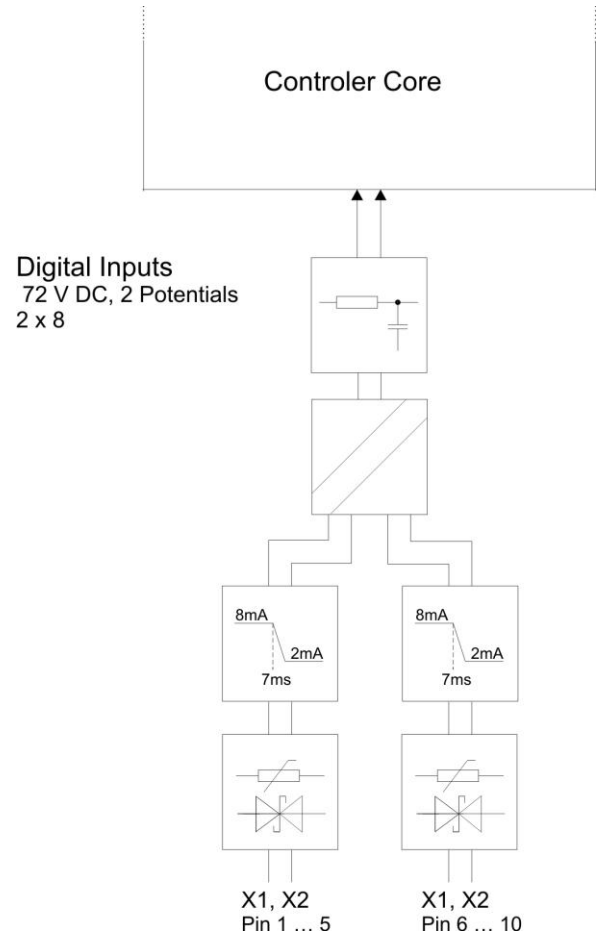 Controler Core
Digital Inputs
72 V DC, 2 Potentials
2 x 8
8mA
2mA
7ms
8mA
2mA
7ms
X1, X2
Pin 1 ... 5
X1, X2
Pin 6 ... 10